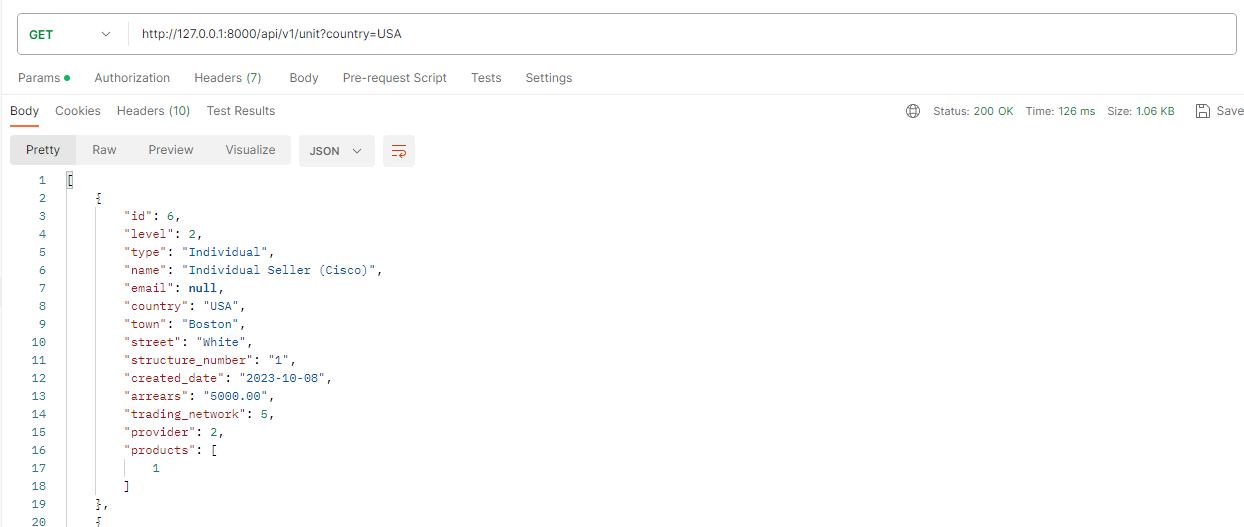 GET http://127.0.0.1:8000/api/v1/unit?country=USA
Params Authorization Headers (7) Body Pre-request Script Tests Settings
Body Cookies Headers (10) Test Results Status: 200 OK Time: 126 ms Size: 1.06 KB Save
Pretty Raw Preview Visualize JSON
1 [
2 {
3 "id": 6,
4 "level": 2,
5 "type": "Individual",
6 "name": "Individual Seller (Cisco)",
7 "email": null,
8 "country": "USA",
9 "town": "Boston",
10 "street": "White",
11 "structure_number": "1",
12 "created_date": "2023-10-08",
13 "arrears": "5000.00",
14 "trading_network": 5,
15 "provider": 2,
16 "products": [
17 1
18 ]
19 },
20 {